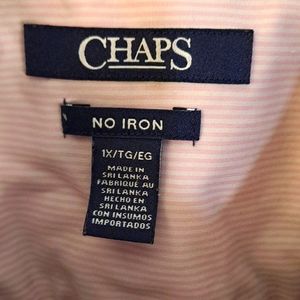 CHAPS
NO IRON
1X/TG/EG
MADE IN
SRI LANKA
FABRIQUÉ AU
SRI LANKA
HECHO EN
SRI LANKA
CON INSUMOS
IMPORTADOS